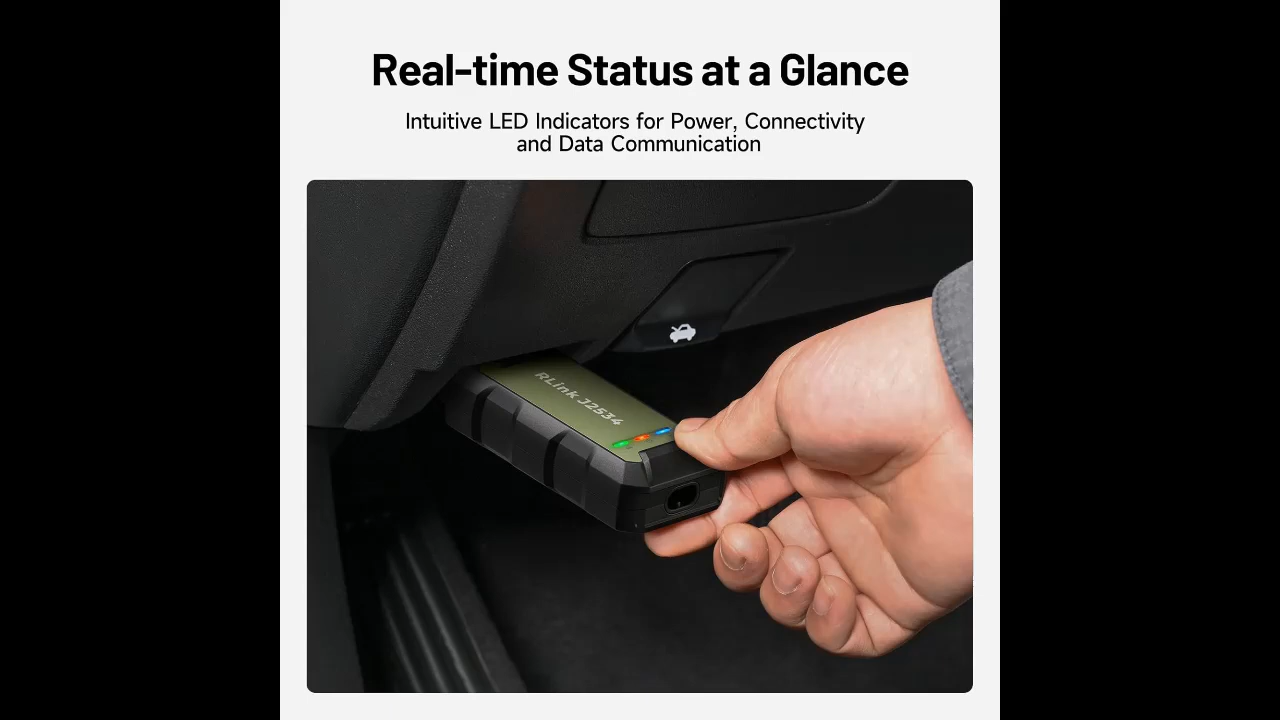 Real-time Status at a Glance
Intuitive LED Indicators for Power, Connectivity
and Data Communication
RLink J2534